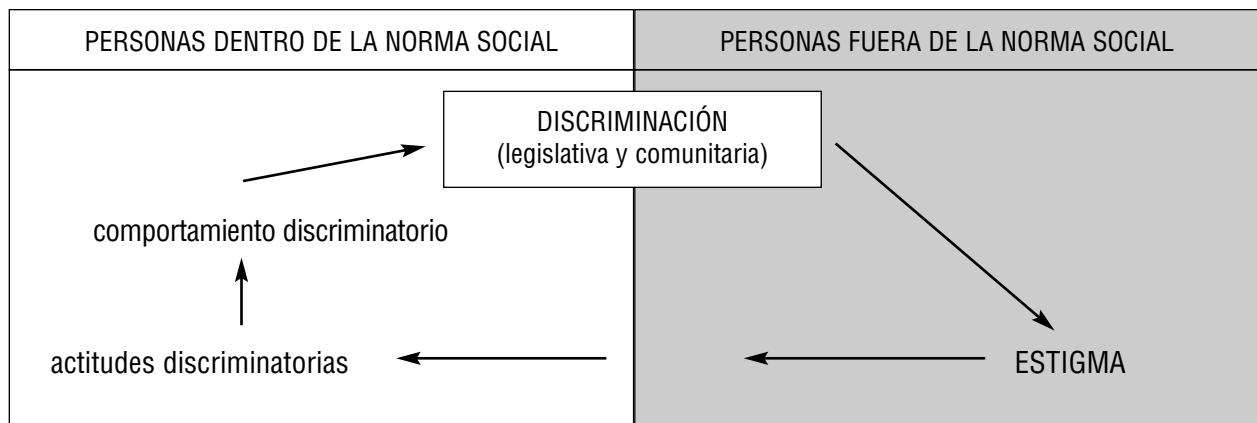 PERSONAS DENTRO DE LA NORMA SOCIAL
PERSONAS FUERA DE LA NORMA SOCIAL
DISCRIMINACIÓN
(legislativa y comunitaria)
comportamiento discriminatorio
actitudes discriminatorias
ESTIGMA